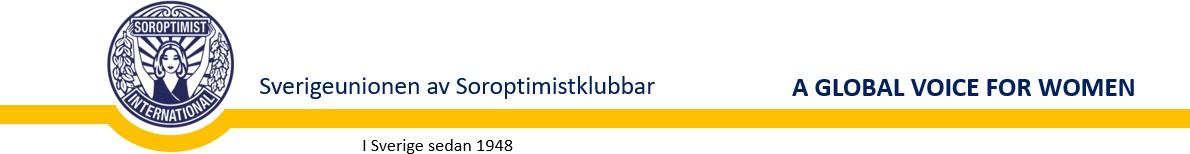 SOROPTIMIST
INTERNATIONAL
Sverigeunionen av Soroptimistklubbar
A GLOBAL VOICE FOR WOMEN
I Sverige sedan 1948